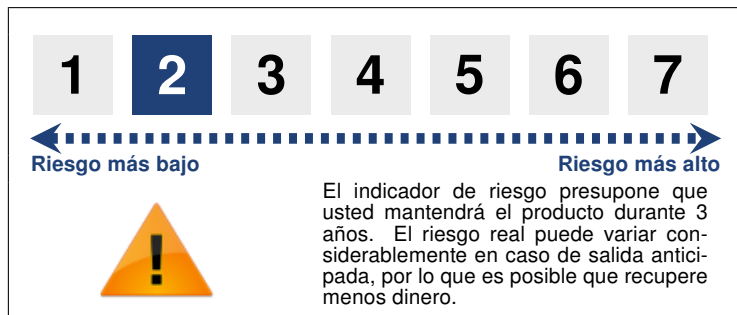 1 2 3 4 5 6 7
Riesgo más bajo Riesgo más alto
El indicador de riesgo presupone que
usted mantendrá el producto durante 3
años. El riesgo real puede variar con-
siderablemente en caso de salida antici-
pada, por lo que es posible que recupere
menos dinero.